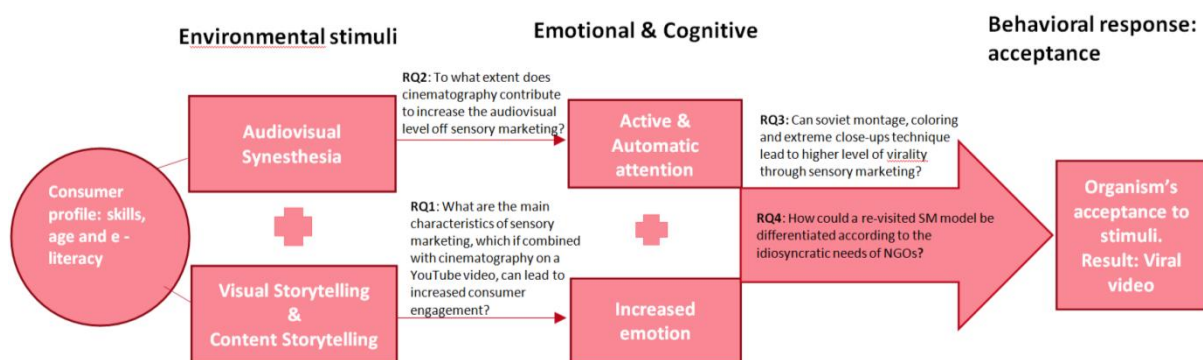 Environmental stimuli
Emotional & Cognitive
Behavioral response:
acceptance
Consumer
profile: skills,
age and e -
literacy
Audiovisual
Synesthesia
Visual Storytelling
&
Content Storytelling
RQ2: To what extent does
cinematography contribute
to increase the audiovisual
level off sensory marketing?
RQ1: What are the main
characteristics of sensory
marketing, which if combined
with cinematography on a
YouTube video, can lead to
increased consumer
engagement?
Active &
Automatic
attention
Increased
emotion
RQ3: Can soviet montage, coloring
and extreme close-ups technique
lead to higher level of virality
through sensory marketing?
RQ4: How could a re-visited SM model be
differentiated according to the
idiosyncratic needs of NGOs?
Organism's
acceptance to
stimuli.
Result: Viral
video